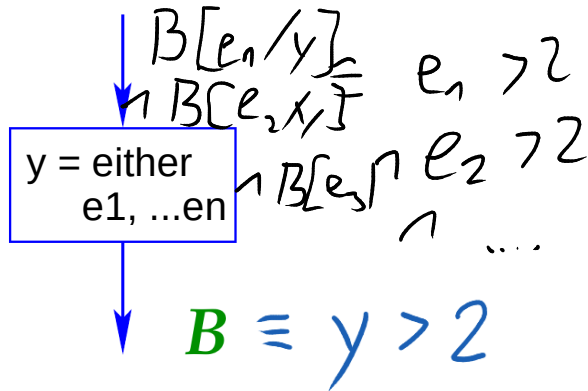 B[e₁/y] ≡ e₁ > 2
∧ B[e₂/y] ∧ e₂ > 2
∧ B[e₃ ∧ ....
y = either
e1, ...en
B ≡ y > 2